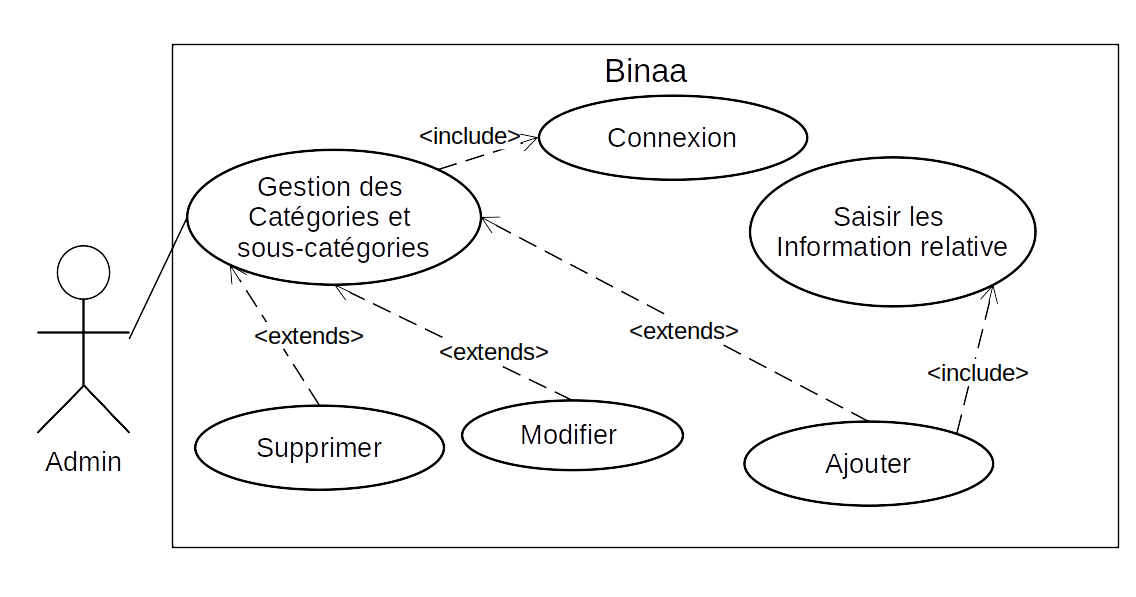 Binaa
<include>
Connexion
Gestion des
Catégories et
sous-catégories
Saisir les
Information relative
<extends>
<extends>
<extends>
<include>
Supprimer
Modifier
Ajouter
Admin